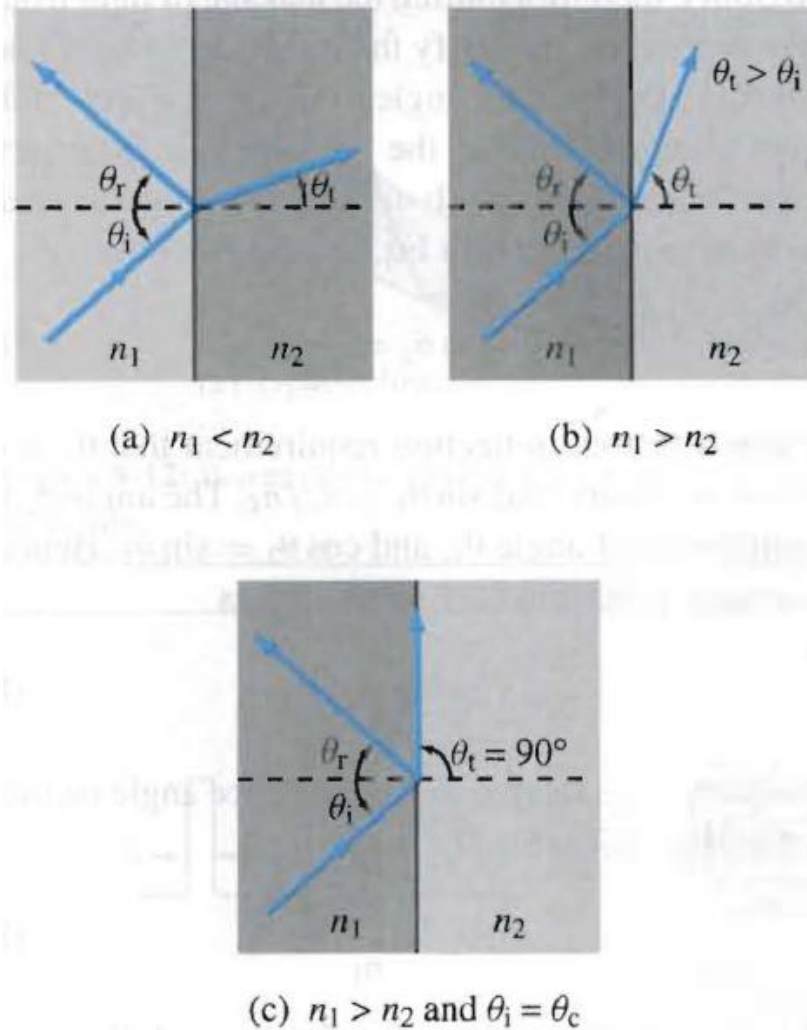 θr
θi
θt
n1
n2
(a) n1 < n2
θt > θi
θr
θi
θt
n1
n2
(b) n1 > n2
θr
θi
θt = 90°
n1
n2
(c) n1 > n2 and θi = θc